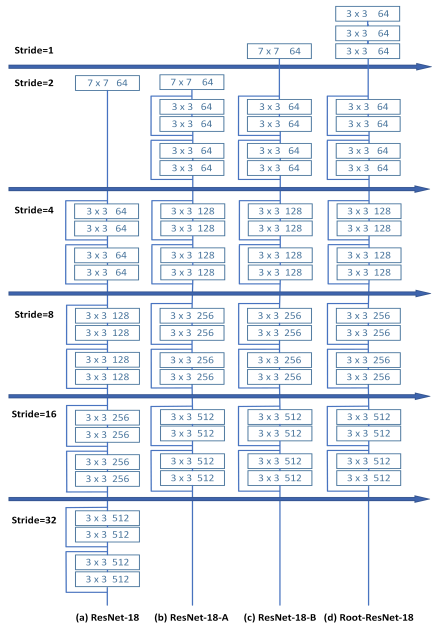 3 x 3 64
3 x 3 64
Stride=1 7 x 7 64 3 x 3 64
Stride=2 7 x 7 64 7 x 7 64
3 x 3 64 3 x 3 64 3 x 3 64
3 x 3 64 3 x 3 64 3 x 3 64
3 x 3 64 3 x 3 64 3 x 3 64
3 x 3 64 3 x 3 64 3 x 3 64
Stride=4 3 x 3 64 3 x 3 128 3 x 3 128 3 x 3 128
3 x 3 64 3 x 3 128 3 x 3 128 3 x 3 128
3 x 3 64 3 x 3 128 3 x 3 128 3 x 3 128
3 x 3 64 3 x 3 128 3 x 3 128 3 x 3 128
Stride=8 3 x 3 128 3 x 3 256 3 x 3 256 3 x 3 256
3 x 3 128 3 x 3 256 3 x 3 256 3 x 3 256
3 x 3 128 3 x 3 256 3 x 3 256 3 x 3 256
3 x 3 128 3 x 3 256 3 x 3 256 3 x 3 256
Stride=16 3 x 3 256 3 x 3 512 3 x 3 512 3 x 3 512
3 x 3 256 3 x 3 512 3 x 3 512 3 x 3 512
3 x 3 256 3 x 3 512 3 x 3 512 3 x 3 512
3 x 3 256 3 x 3 512 3 x 3 512 3 x 3 512
Stride=32 3 x 3 512
3 x 3 512
3 x 3 512
3 x 3 512
(a) ResNet-18 (b) ResNet-18-A (c) ResNet-18-B (d) Root-ResNet-18